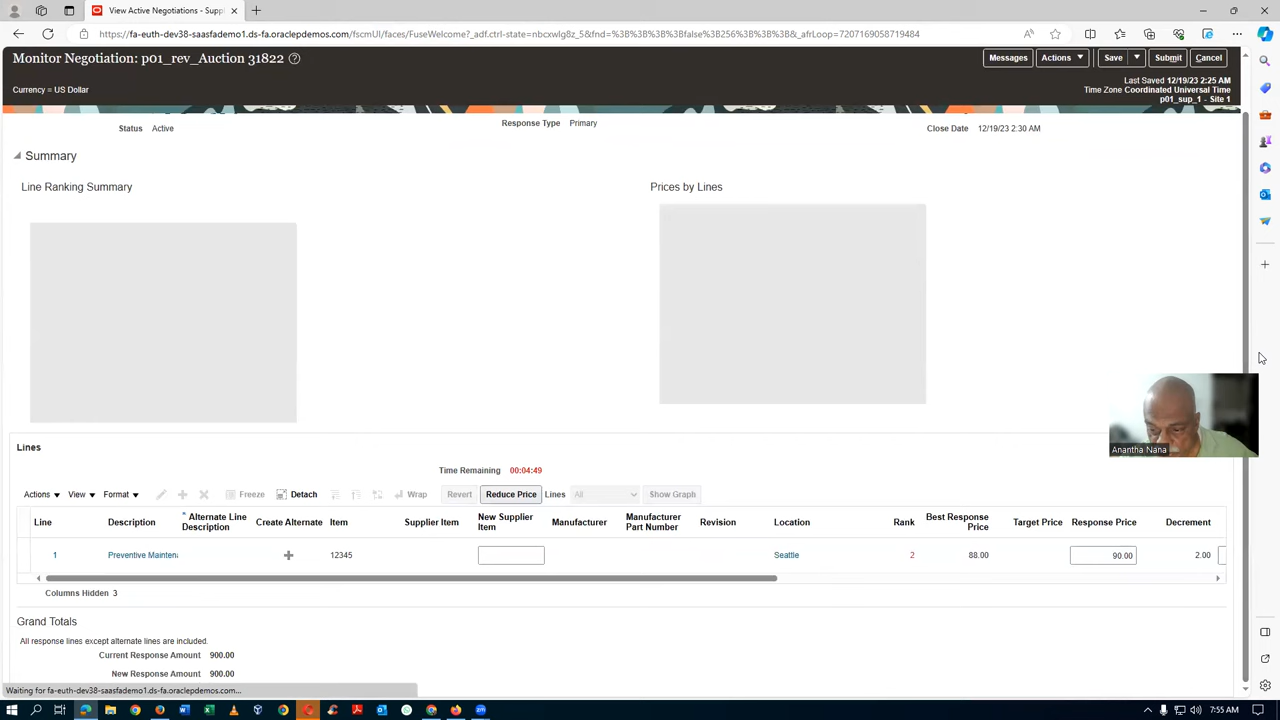 View Active Negotiations - Suppl
https://fa-euth-dev38-saasfademo1.ds-fa.oraclepdemos.com/fscmUI/faces/FuseWelcome?_adf.ctrl-state=nbcxwlg8z_5&fnd=%3B%3B%3B%3Bfalse%3B256%3B%3B%3B&_afrLoop=7207169058719484
Monitor Negotiation: p01_rev_Auction 31822
Messages Actions Save Submit Cancel
Currency = US Dollar
Last Saved 12/19/23 2:25 AM
Time Zone Coordinated Universal Time
p01_sup_1 - Site 1
Status Active
Response Type Primary
Close Date 12/19/23 2:30 AM
Summary
Line Ranking Summary
Prices by Lines
Anantha Nana
Lines
Time Remaining 00:04:49
Actions View Format Freeze Detach Wrap Revert Reduce Price Lines All Show Graph
Line Description Alternate Line Description Create Alternate Item Supplier Item New Supplier Item Manufacturer Manufacturer Part Number Revision Location Rank Best Response Price Target Price Response Price Decrement
1 Preventive Mainten 12345 Seattle 2 88.00 90.00 2.00
Columns Hidden 3
Grand Totals
All response lines except alternate lines are included.
Current Response Amount 900.00
New Response Amount 900.00
Waiting for fa-euth-dev38-saasfademo1.ds-fa.oraclepdemos.com...
7:55 AM